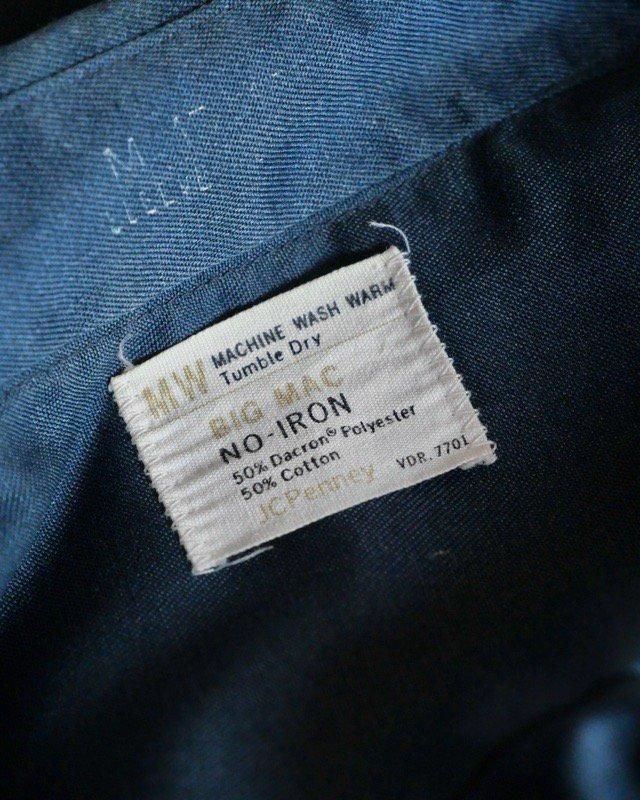 M
MACHINE WASH WARM
MW Tumble Dry
BIG MAC
NO-IRON
50% Dacron® Polyester
50% Cotton
JCPenney VDR. 7701